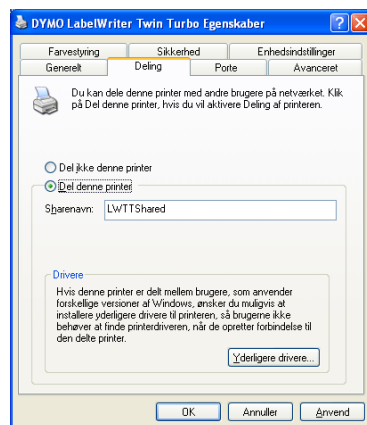 DYMO LabelWriter Twin Turbo Egenskaber
Farvestyring Sikkerhed Enhedsindstillinger
Generelt Deling Porte Avanceret
Du kan dele denne printer med andre brugere på netværket. Klik
på Del denne printer, hvis du vil aktivere Deling af printeren.
Del ikke denne printer
Del denne printer
Sharenavn: LWTTShared
Drivere
Hvis denne printer er delt mellem brugere, som anvender
forskellige versioner af Windows, ønsker du muligvis at
installere yderligere drivere til printeren, så brugerne ikke
behøver at finde printerdriveren, når de opretter forbindelse til
den delte printer.
Yderligere drivere...
OK Annuller Anvend